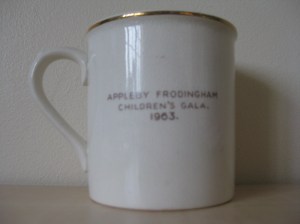 APPLEBY FRODINGHAM
CHILDREN'S GALA.
1963.